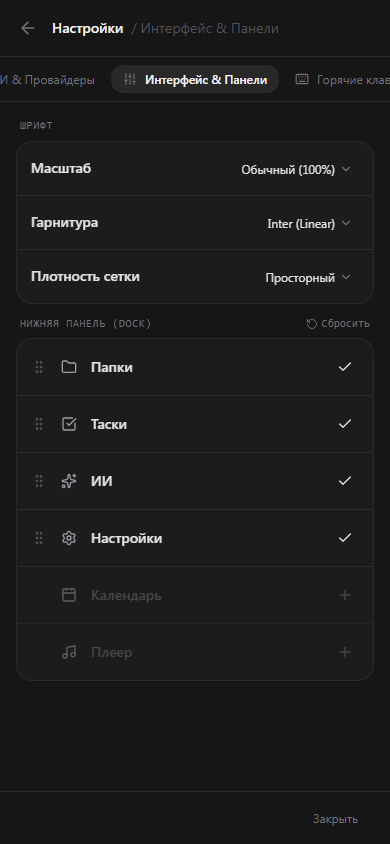 Настройки / Интерфейс & Панели
И & Провайдеры Интерфейс & Панели Горячие клав
ШРИФТ
Масштаб Обычный (100%)
Гарнитура Inter (Linear)
Плотность сетки Просторный
НИЖНЯЯ ПАНЕЛЬ (DOCK) Сбросить
Папки
Таски
ИИ
Настройки
Календарь
Плеер
Закрыть